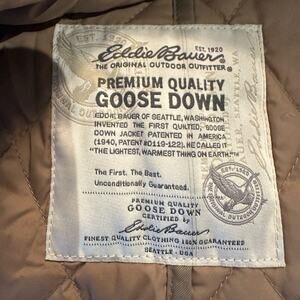 Eddie Bauer EST. 1920
THE ORIGINAL OUTDOOR OUTFITTER®
PREMIUM QUALITY
GOOSE DOWN
EDDIE BAUER OF SEATTLE, WASHINGTON
INVENTED THE FIRST QUILTED, GOOSE
DOWN JACKET PATENTED IN AMERICA
(1940, PATENT #D119-122). HE CALLED IT
"THE LIGHTEST, WARMEST THING ON EARTH."™
The First. The Best.
Unconditionally Guaranteed.
PREMIUM QUALITY
GOOSE DOWN
CERTIFIED by
Eddie Bauer
FINEST QUALITY CLOTHING 100% GUARANTEED
SEATTLE · USA